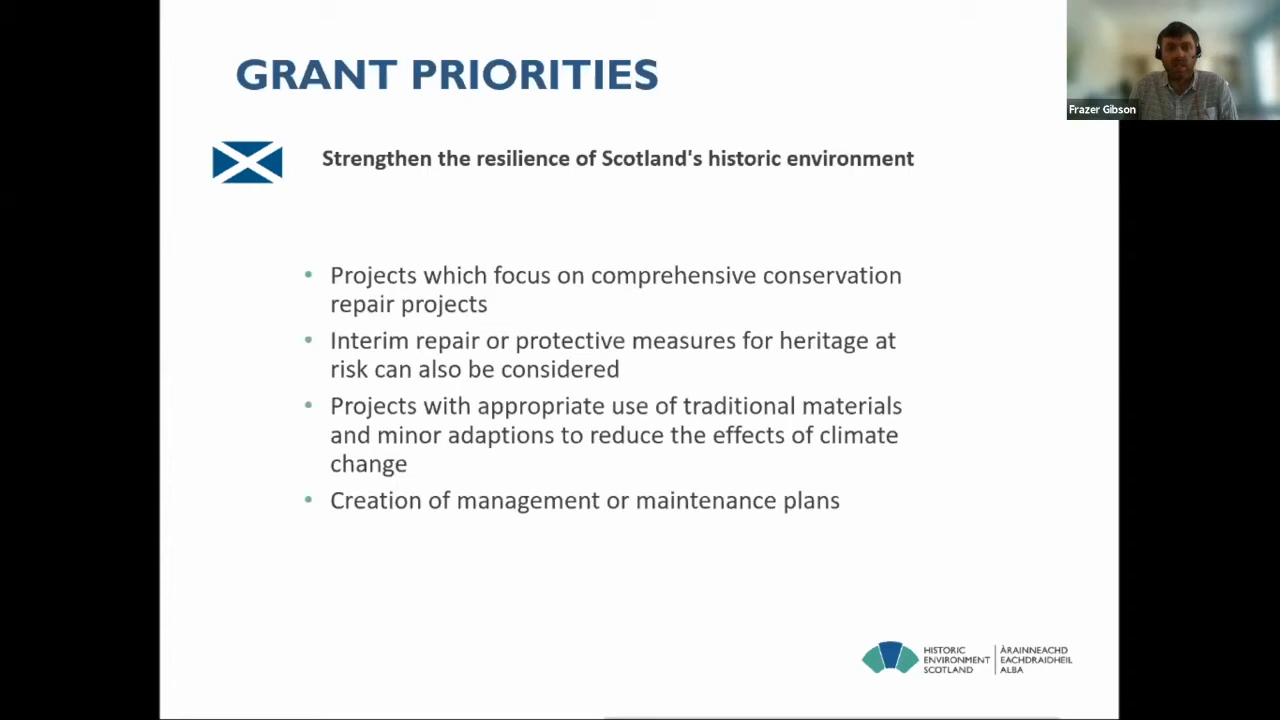 GRANT PRIORITIES
Frazer Gibson
Strengthen the resilience of Scotland's historic environment
• Projects which focus on comprehensive conservation
repair projects
• Interim repair or protective measures for heritage at
risk can also be considered
• Projects with appropriate use of traditional materials
and minor adaptions to reduce the effects of climate
change
• Creation of management or maintenance plans
HISTORIC
ENVIRONMENT
SCOTLAND
ÀRAINNEACHD
EACHDRAIDHEIL
ALBA